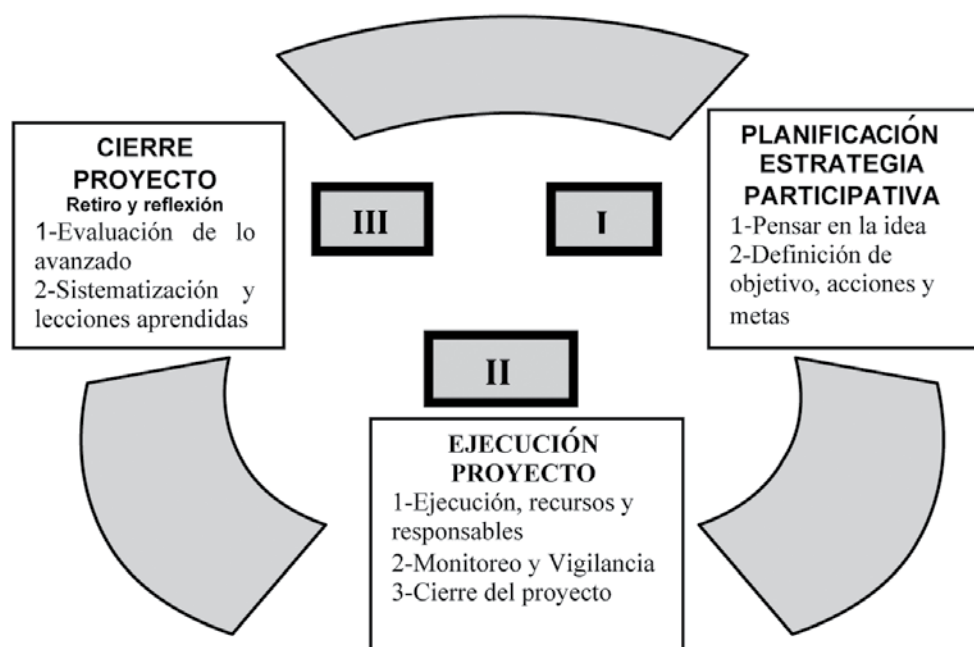 CIERRE
PROYECTO
Retiro y reflexión
1-Evaluación de lo
avanzado
2-Sistematización y
lecciones aprendidas
III
I
PLANIFICACIÓN
ESTRATEGIA
PARTICIPATIVA
1-Pensar en la idea
2-Definición de
objetivo, acciones y
metas
II
EJECUCIÓN
PROYECTO
1-Ejecución, recursos y
responsables
2-Monitoreo y Vigilancia
3-Cierre del proyecto